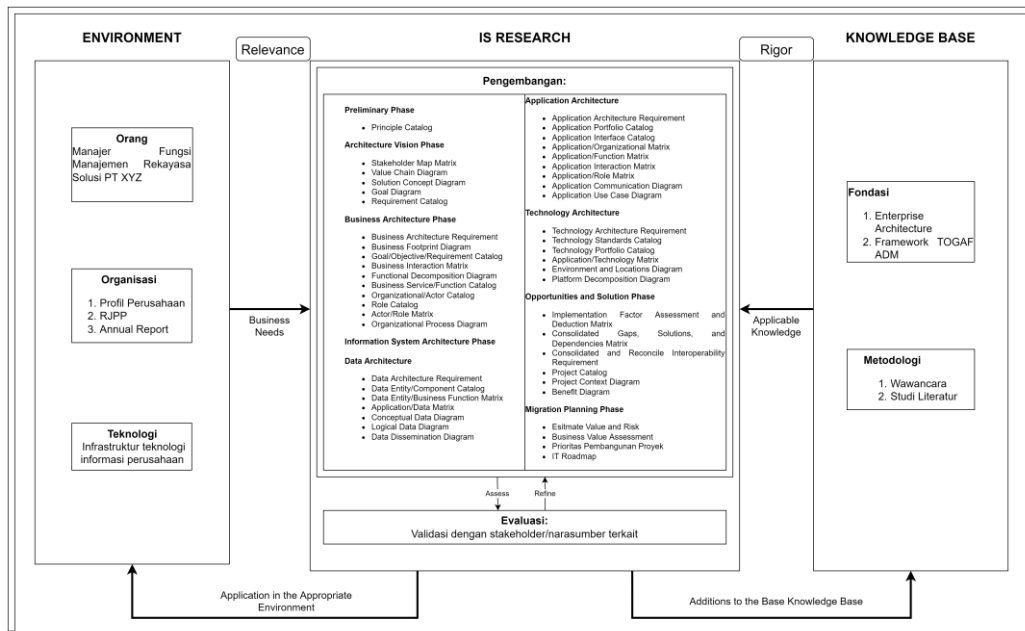 ENVIRONMENT
Relevance
IS RESEARCH
Rigor
KNOWLEDGE BASE
Orang
Manajer Fungsi
Manajemen Rekayasa
Solusi PT XYZ
Organisasi
1. Profil Perusahaan
2. RJPP
3. Annual Report
Teknologi
Infrastruktur teknologi
informasi perusahaan
Business
Needs
Pengembangan:
Preliminary Phase
• Principle Catalog
Architecture Vision Phase
• Stakeholder Map Matrix
• Value Chain Diagram
• Solution Concept Diagram
• Goal Diagram
• Requirement Catalog
Business Architecture Phase
• Business Architecture Requirement
• Business Footprint Diagram
• Goal/Objective/Requirement Catalog
• Business Interaction Matrix
• Functional Decomposition Diagram
• Business Service/Function Catalog
• Organizational/Actor Catalog
• Role Catalog
• Actor/Role Matrix
• Organizational Process Diagram
Information System Architecture Phase
Data Architecture
• Data Architecture Requirement
• Data Entity/Component Catalog
• Data Entity/Business Function Matrix
• Application/Data Matrix
• Conceptual Data Diagram
• Logical Data Diagram
• Data Dissemination Diagram
Application Architecture
• Application Architecture Requirement
• Application Portfolio Catalog
• Application Interface Catalog
• Application/Organizational Matrix
• Application/Function Matrix
• Application Interaction Matrix
• Application/Role Matrix
• Application Communication Diagram
• Application Use Case Diagram
Technology Architecture
• Technology Architecture Requirement
• Technology Standards Catalog
• Technology Portfolio Catalog
• Application/Technology Matrix
• Environment and Locations Diagram
• Platform Decomposition Diagram
Opportunities and Solution Phase
• Implementation Factor Assessment and
Deduction Matrix
• Consolidated Gaps, Solutions, and
Dependencies Matrix
• Consolidated and Reconcile Interoperability
Requirement
• Project Catalog
• Project Context Diagram
• Benefit Diagram
Migration Planning Phase
• Esitmate Value and Risk
• Business Value Assessment
• Prioritas Pembangunan Proyek
• IT Roadmap
Assess
Refine
Evaluasi:
Validasi dengan stakeholder/narasumber terkait
Applicable
Knowledge
Fondasi
1. Enterprise
Architecture
2. Framework TOGAF
ADM
Metodologi
1. Wawancara
2. Studi Literatur
Application in the Appropriate
Environment
Additions to the Base Knowledge Base